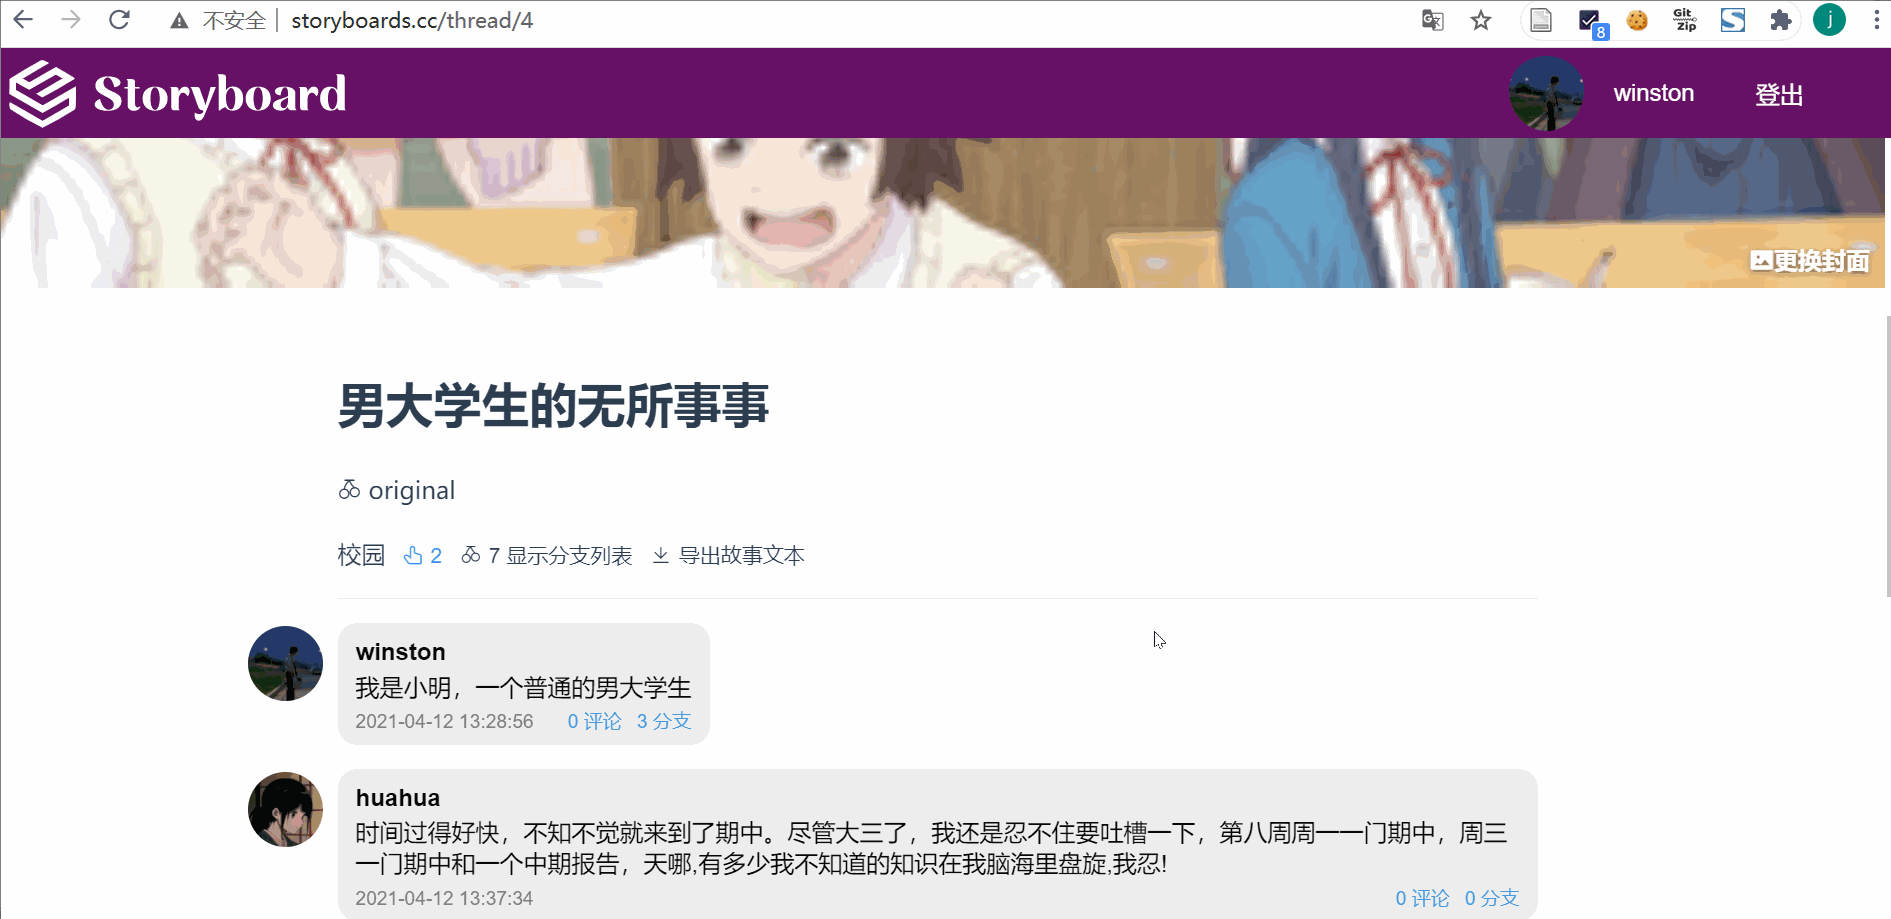 不安全 storyboards.cc/thread/4
Git
Zip
8
j
Storyboard
winston 登出
更换封面
男大学生的无所事事
original
校园 2 7 显示分支列表 导出故事文本
winston
我是小明，一个普通的男大学生
2021-04-12 13:28:56 0 评论 3 分支
huahua
时间过得好快，不知不觉就来到了期中。尽管大三了，我还是忍不住要吐槽一下，第八周周一一门期中，周三
一门期中和一个中期报告，天哪,有多少我不知道的知识在我脑海里盘旋,我忍!
2021-04-12 13:37:34 0 评论 0 分支